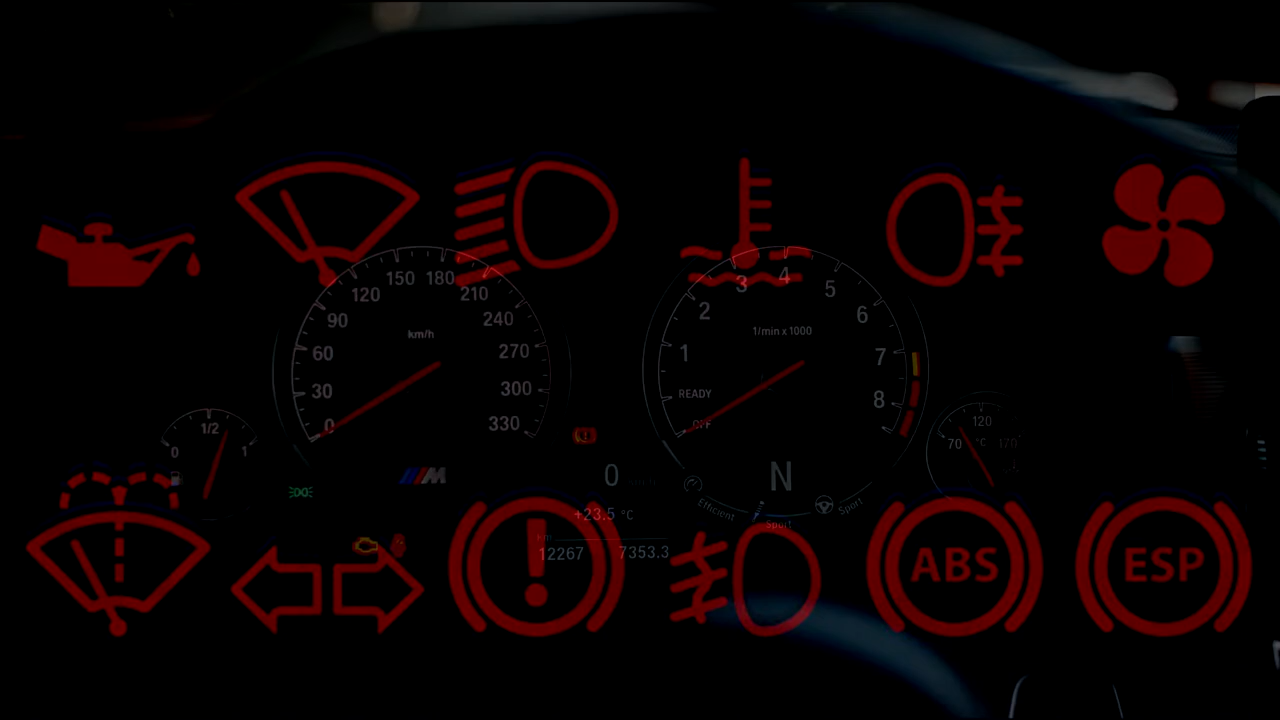 150 180
120 210
90 240
km/h
60 270
30 300
0 330
3 4
2 5
6
1/min x 1000
1 7
READY
8
OFF
0 1/2 1
120
70 °C 170
M
0
N
Efficient
Sport
Sport
+23.5 °C
km
12267 7353.3
ABS
ESP